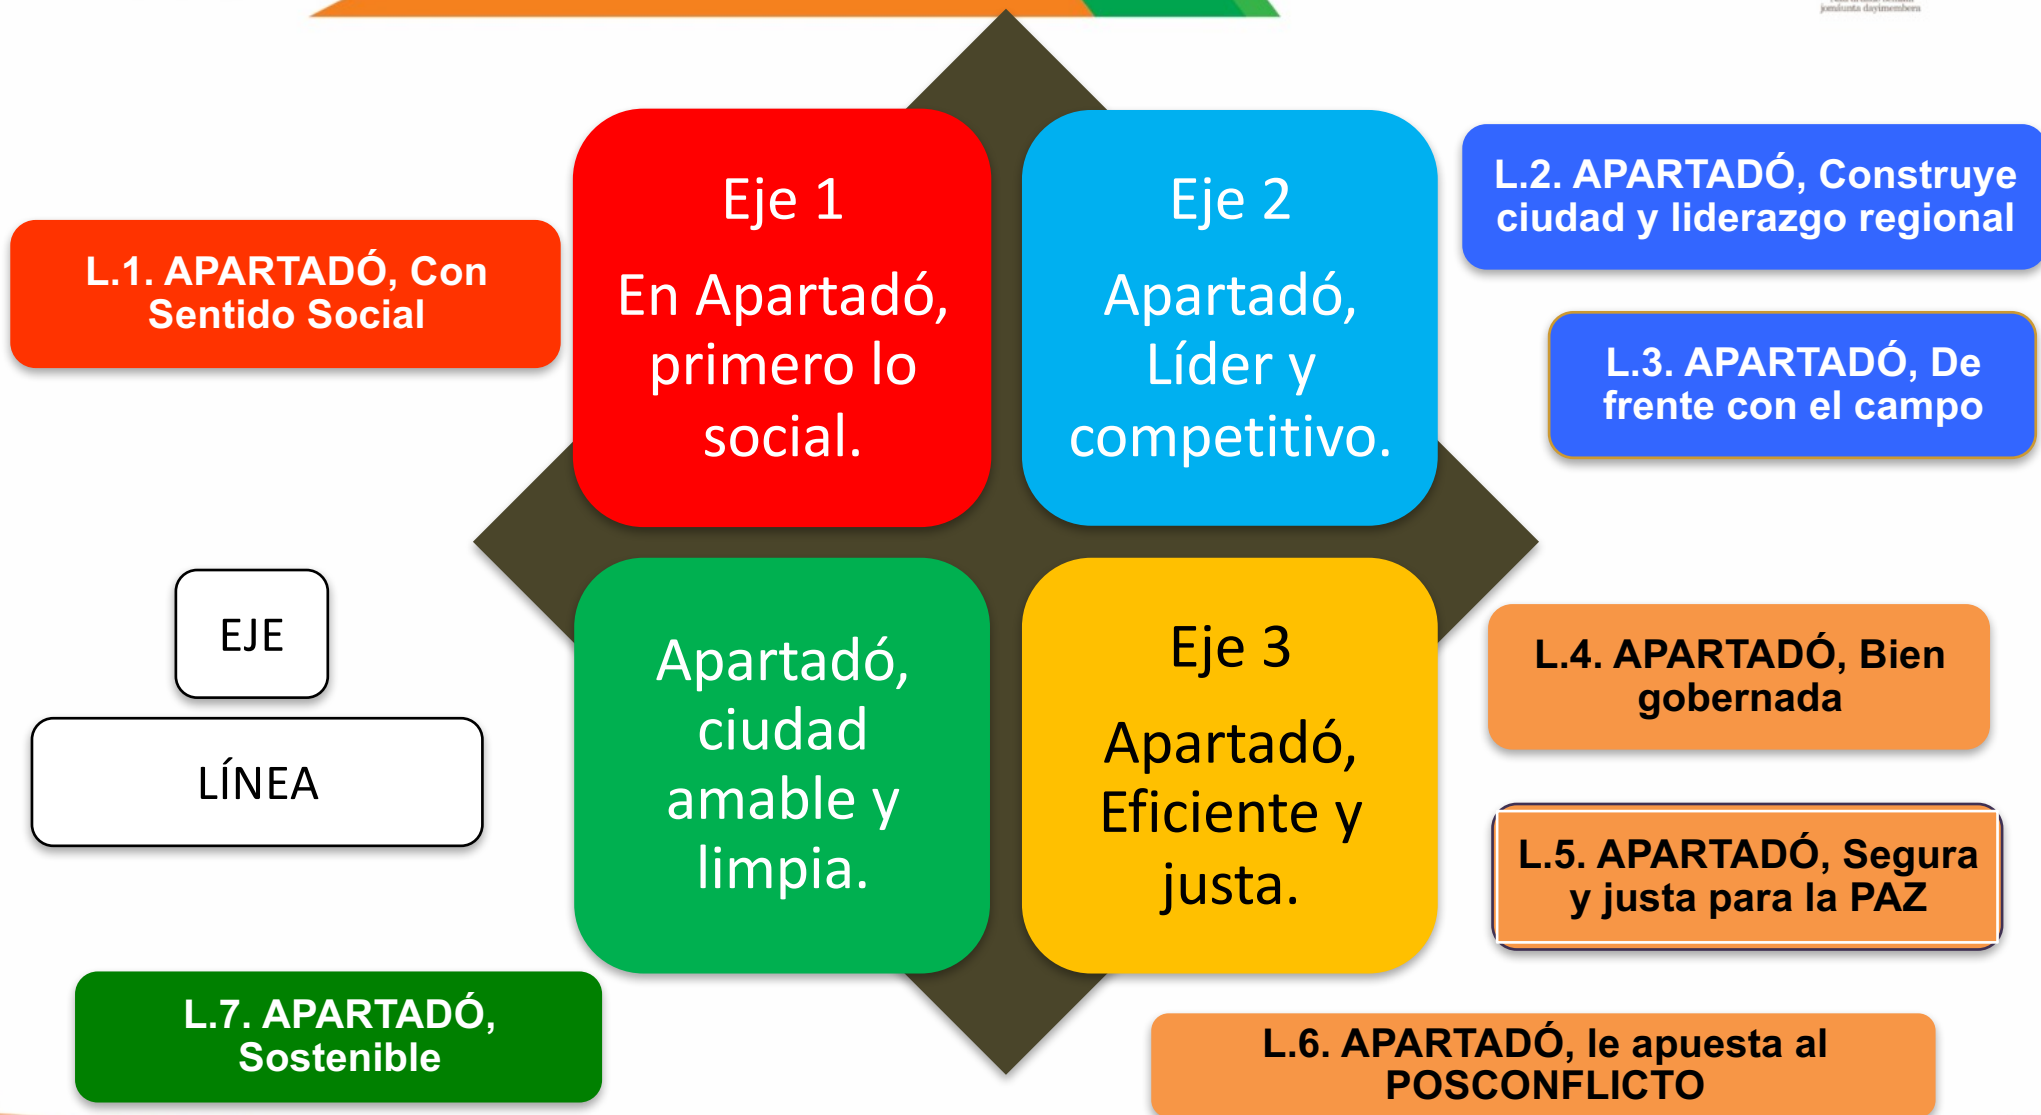 jomaunta dayimembera
Eje 1
En Apartadó,
primero lo
social.
Eje 2
Apartadó,
Líder y
competitivo.
L.1. APARTADÓ, Con
Sentido Social
L.2. APARTADÓ, Construye
ciudad y liderazgo regional
L.3. APARTADÓ, De
frente con el campo
EJE
LÍNEA
Apartadó,
ciudad
amable y
limpia.
Eje 3
Apartadó,
Eficiente y
justa.
L.4. APARTADÓ, Bien
gobernada
L.5. APARTADÓ, Segura
y justa para la PAZ
L.7. APARTADÓ,
Sostenible
L.6. APARTADÓ, le apuesta al
POSCONFLICTO